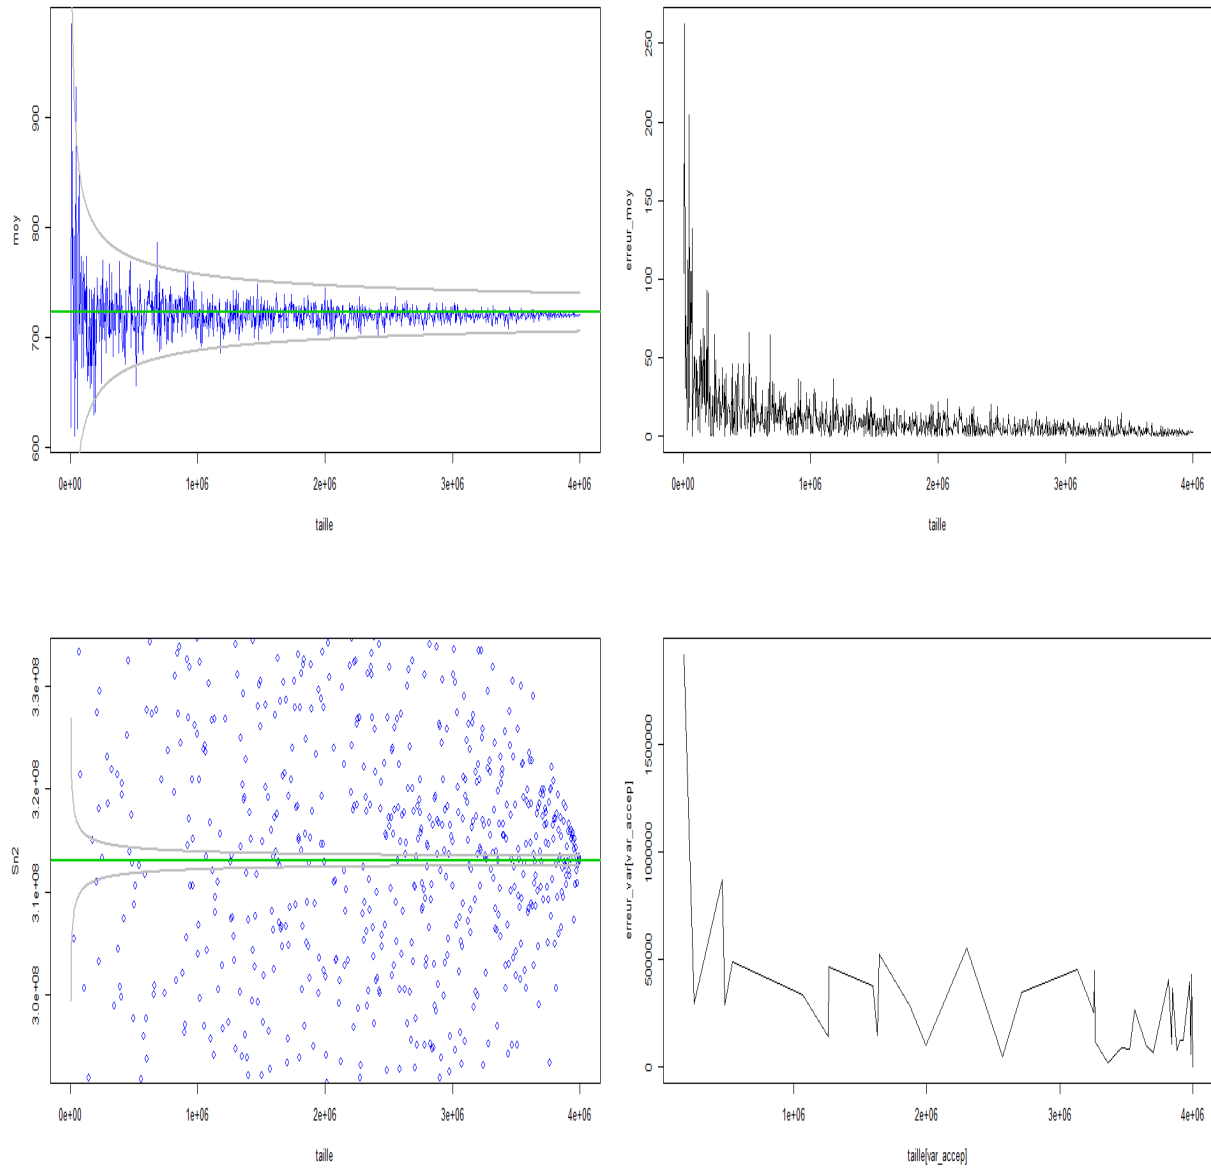 moy
900
800
700
600
0e+00 1e+06 2e+06 3e+06 4e+06
taille
erreur_moy
250
200
150
100
50
0
0e+00 1e+06 2e+06 3e+06 4e+06
taille
Sn2
3.3e+08
3.2e+08
3.1e+08
3.0e+08
0e+00 1e+06 2e+06 3e+06 4e+06
taille
erreur_var[var_accep]
1500000
1000000
500000
0
1e+06 2e+06 3e+06 4e+06
taille[var_accep]